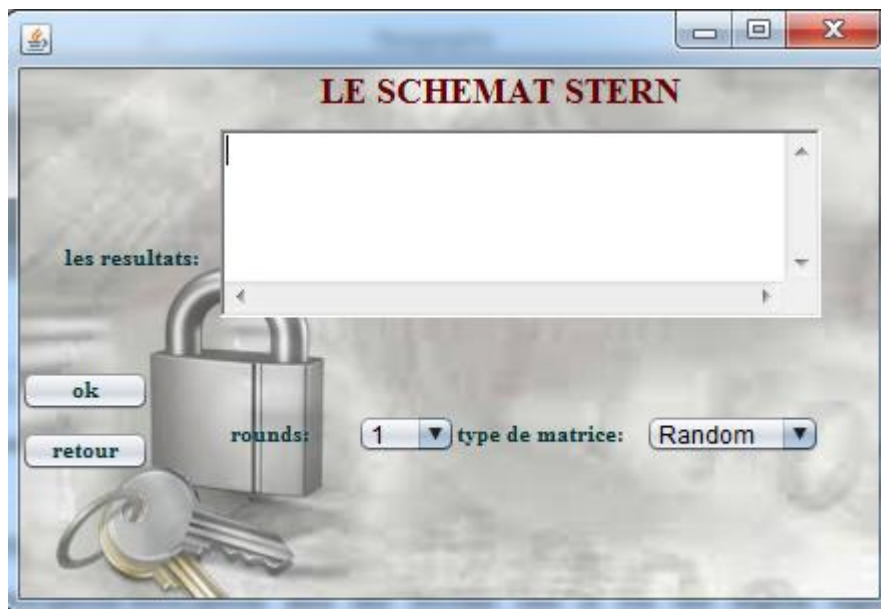 LE SCHEMAT STERN
les resultats:
ok
rounds: 1 type de matrice: Random
retour